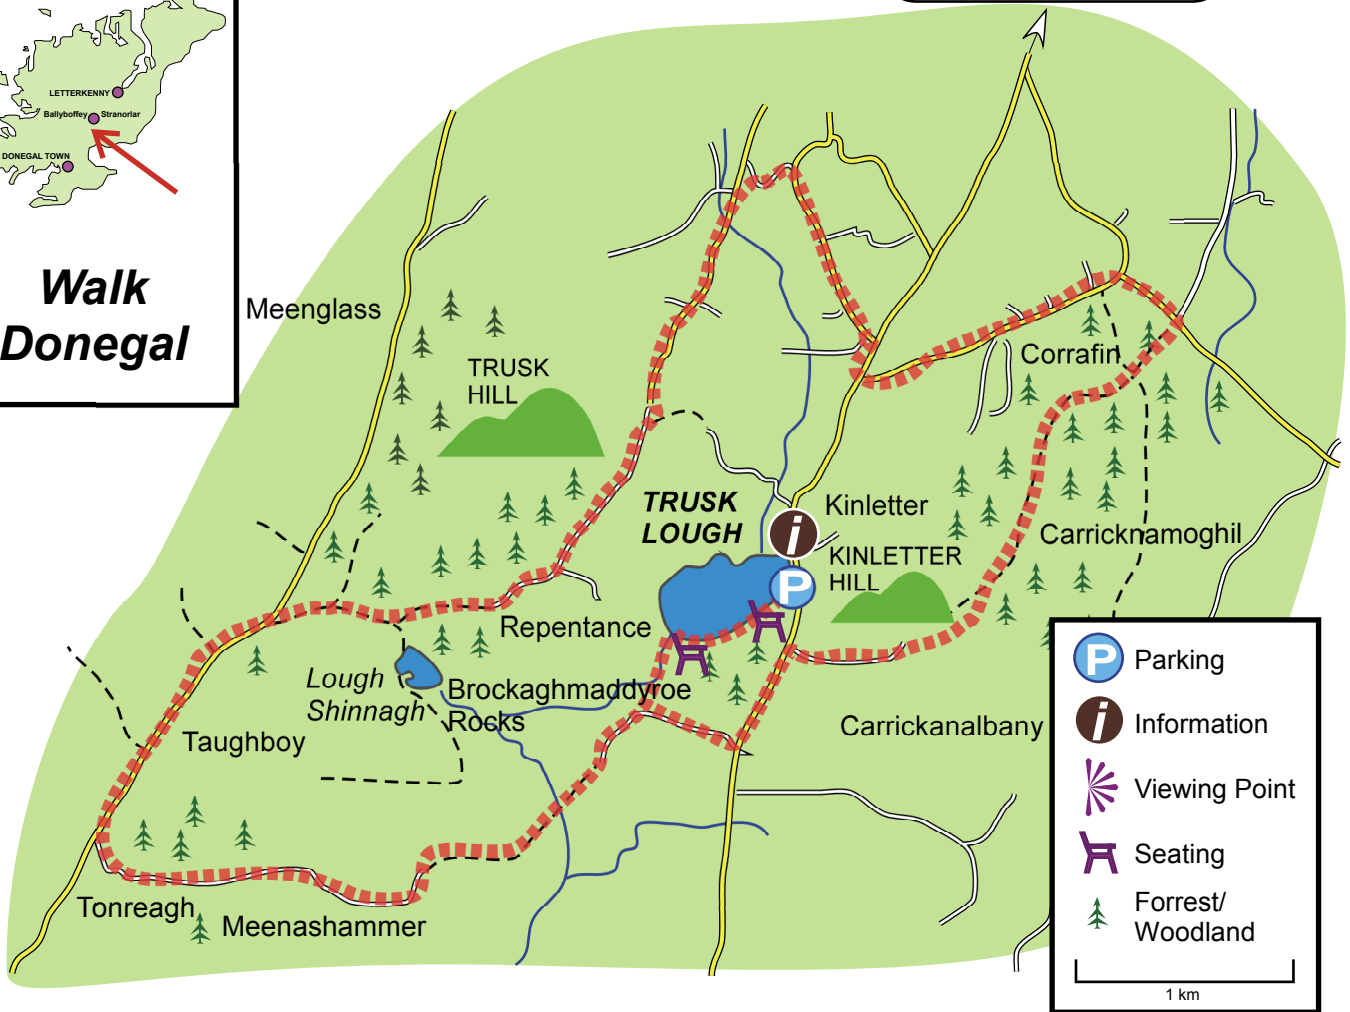 LETTERKENNY
Ballyboffey Stranorlar
DONEGAL TOWN
Walk
Donegal
Meenglass
TRUSK
HILL
Corrafin
TRUSK
LOUGH
Kinletter
i
Carricknamoghil
KINLETTER
HILL
P
Repentance
Lough
Shinnagh
Brockaghmaddyroe
Rocks
Taughboy
Carrickanalbany
Tonreagh
Meenashammer
P Parking
i Information
Viewing Point
Seating
Forrest/
Woodland
1 km